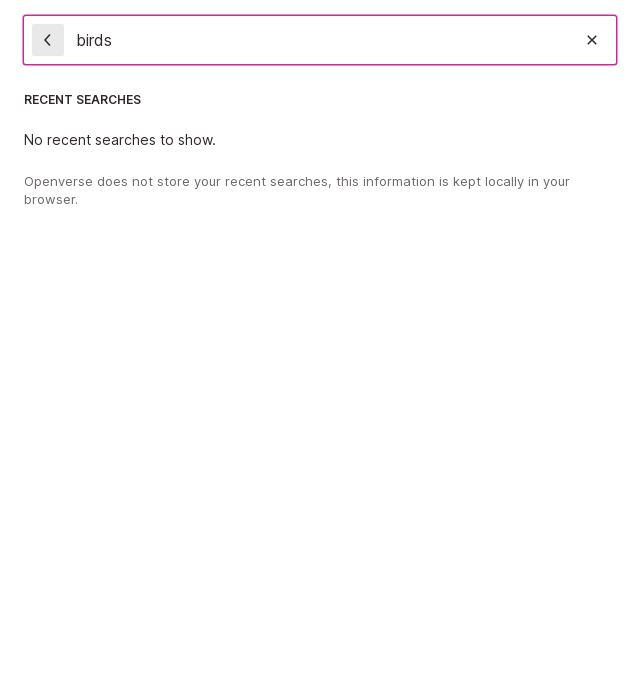 birds
RECENT SEARCHES
No recent searches to show.
Openverse does not store your recent searches, this information is kept locally in your
browser.